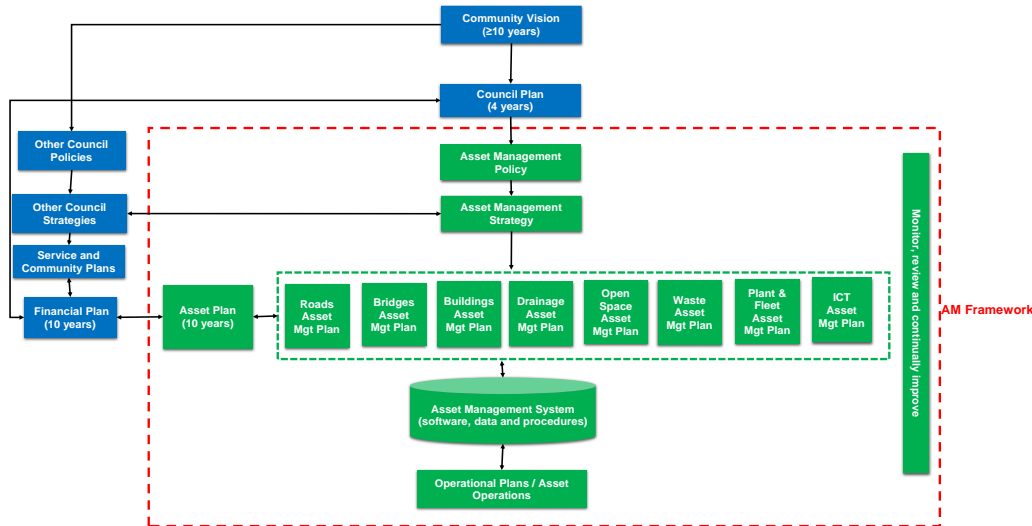 Community Vision
(≥10 years)
Council Plan
(4 years)
Other Council
Policies
Asset Management
Policy
Other Council
Strategies
Asset Management
Strategy
Service and
Community Plans
Financial Plan
(10 years)
Asset Plan
(10 years)
Roads
Asset
Mgt Plan
Bridges
Asset
Mgt Plan
Buildings
Asset
Mgt Plan
Drainage
Asset
Mgt Plan
Open
Space
Asset
Mgt Plan
Waste
Asset
Mgt Plan
Plant &
Fleet
Asset
Mgt Plan
ICT
Asset
Mgt Plan
Monitor, review and continually improve
AM Framework
Asset Management System
(software, data and procedures)
Operational Plans / Asset
Operations